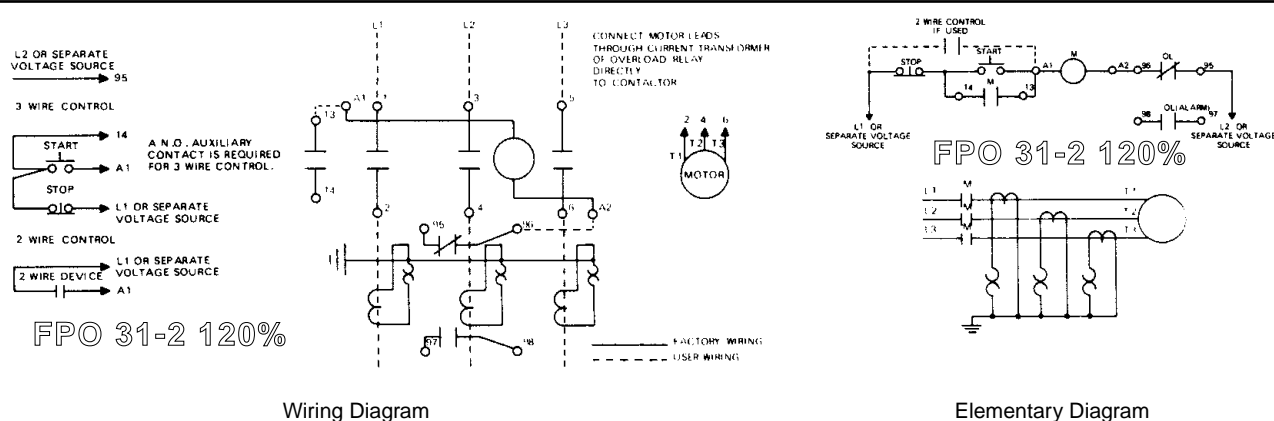 L2 OR SEPARATE
VOLTAGE SOURCE
95
3 WIRE CONTROL
14
START
A1
A N.O. AUXILIARY
CONTACT IS REQUIRED
FOR 3 WIRE CONTROL.
STOP
L1 OR SEPARATE
VOLTAGE SOURCE
2 WIRE CONTROL
L1 OR SEPARATE
VOLTAGE SOURCE
2 WIRE DEVICE
A1
FPO 31-2 120%
L1
L2
L3
CONNECT MOTOR LEADS
THROUGH CURRENT TRANSFORMER
OF OVERLOAD RELAY
DIRECTLY
TO CONTACTOR
13
A1
3
5
14
2
4
6
A2
95
96
97
98
2 4 6
T1 T2 T3
MOTOR
FACTORY WIRING
USER WIRING
Wiring Diagram
2 WIRE CONTROL
IF USED
START
STOP
A1
M
A2
96
OL
95
M
14
13
98
OL(ALARM)
97
L1 OR
SEPARATE VOLTAGE
SOURCE
L2 OR
SEPARATE VOLTAGE
SOURCE
FPO 31-2 120%
L1
M
T1
L2
M
T2
L3
M
T3
Elementary Diagram